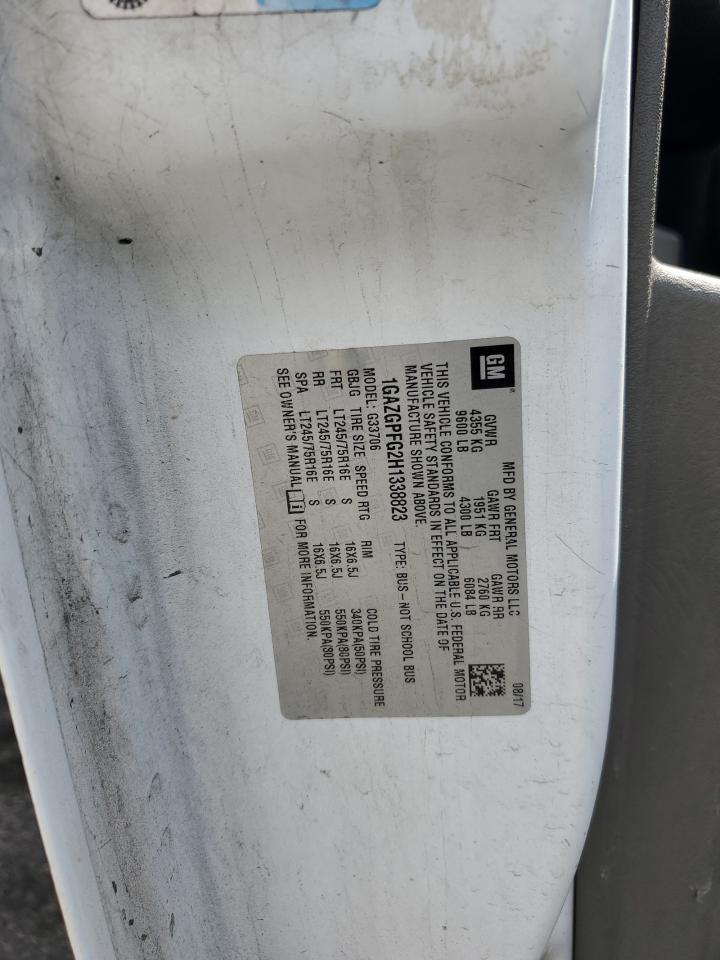 GM
MFD BY GENERAL MOTORS LLC 08/17
GVWR GAWR FRT GAWR RR
4355 KG 1951 KG 2760 KG
9600 LB 4300 LB 6084 LB
THIS VEHICLE CONFORMS TO ALL APPLICABLE U.S. FEDERAL MOTOR
VEHICLE SAFETY STANDARDS IN EFFECT ON THE DATE OF
MANUFACTURE SHOWN ABOVE.
1GAZGPFG2H1338823 TYPE: BUS – NOT SCHOOL BUS
MODEL: G33706
GBJG TIRE SIZE SPEED RTG RIM COLD TIRE PRESSURE
FRT LT245/75R16E S 16X6.5J 340KPA(50PSI)
RR LT245/75R16E S 16X6.5J 550KPA(80PSI)
SPA LT245/75R16E S 16X6.5J 550KPA(80PSI)
SEE OWNER'S MANUAL FOR MORE INFORMATION.